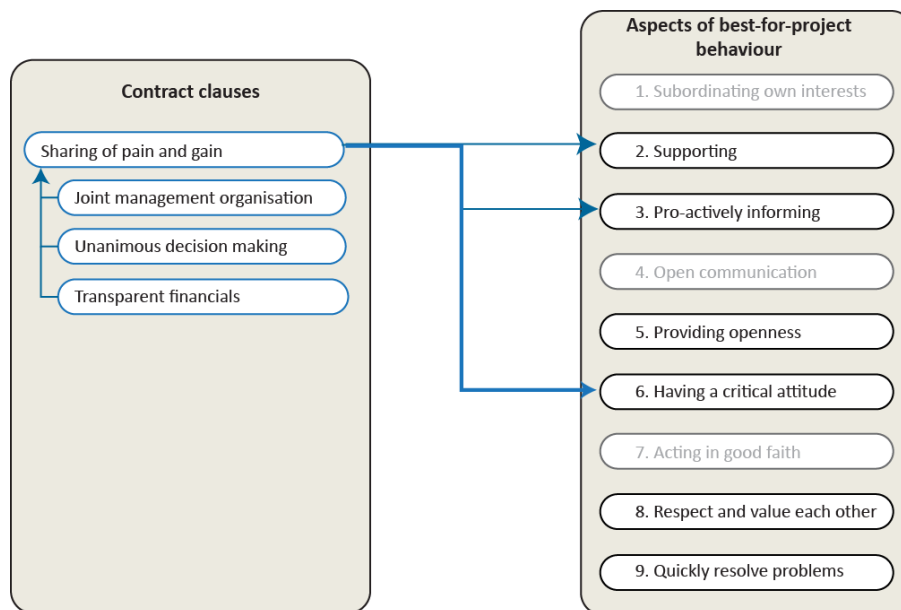 Contract clauses
Sharing of pain and gain
Joint management organisation
Unanimous decision making
Transparent financials
Aspects of best-for-project
behaviour
1. Subordinating own interests
2. Supporting
3. Pro-actively informing
4. Open communication
5. Providing openness
6. Having a critical attitude
7. Acting in good faith
8. Respect and value each other
9. Quickly resolve problems